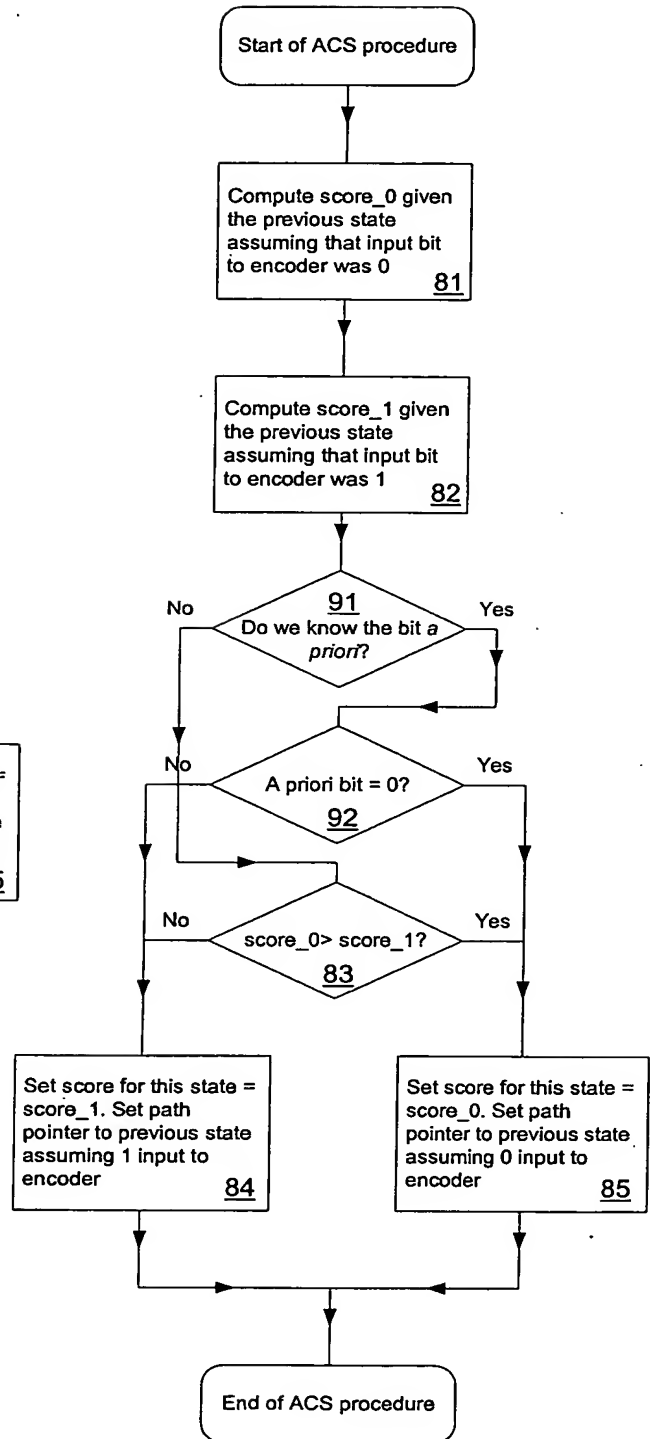 Start of ACS procedure
Compute score_0 given
the previous state
assuming that input bit
to encoder was 0
81
Compute score_1 given
the previous state
assuming that input bit
to encoder was 1
82
No
91
Yes
Do we know the bit a
priori?
No
A priori bit = 0?
Yes
92
No
score_0> score_1?
Yes
83
Set score for this state =
score_1. Set path
pointer to previous state
assuming 1 input to
encoder
84
Set score for this state =
score_0. Set path
pointer to previous state
assuming 0 input to
encoder
85
End of ACS procedure